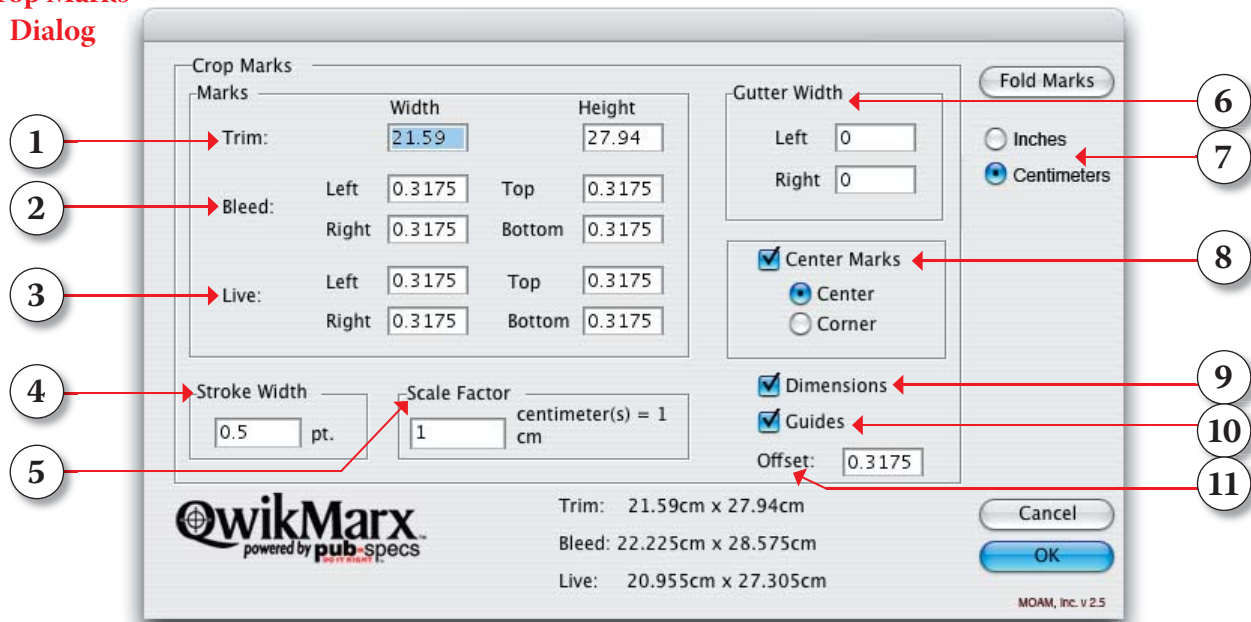 Crop Marks
Dialog
Crop Marks
Marks
Width Height
1 Trim: 21.59 27.94
2 Bleed:
Left 0.3175 Top 0.3175
Right 0.3175 Bottom 0.3175
3 Live:
Left 0.3175 Top 0.3175
Right 0.3175 Bottom 0.3175
4 Stroke Width
0.5 pt.
5 Scale Factor
1 centimeter(s) = 1
cm
Gutter Width 6
Left 0
Right 0
Fold Marks
Inches
7
Centimeters
Center Marks 8
Center
Corner
Dimensions 9
Guides 10
Offset: 0.3175 11
QwikMarx
powered by pub-specs
DO IT RIGHT
Trim: 21.59cm x 27.94cm
Bleed: 22.225cm x 28.575cm
Live: 20.955cm x 27.305cm
Cancel
OK
MOAM, Inc. v 2.5